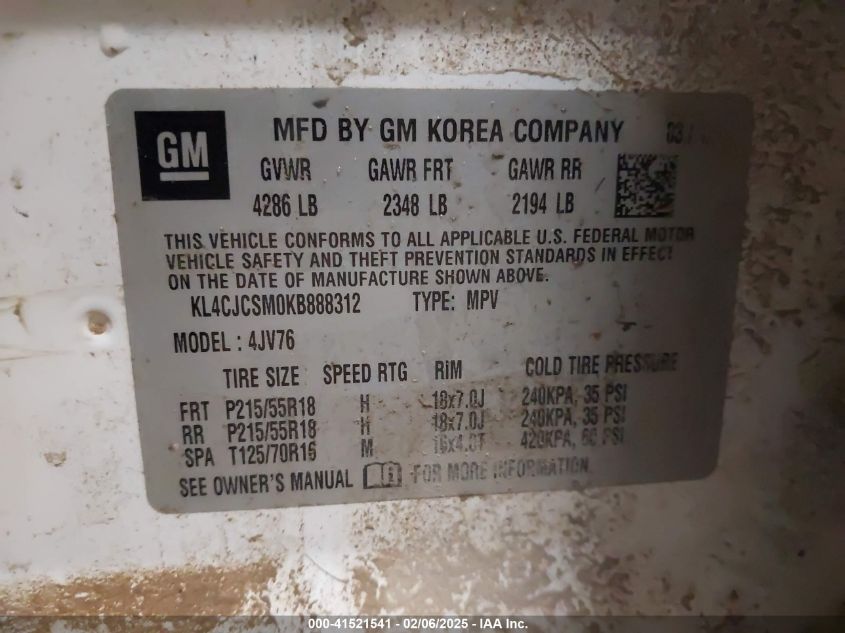 GM
MFD BY GM KOREA COMPANY 03 /
GVWR GAWR FRT GAWR RR
4286 LB 2348 LB 2194 LB
THIS VEHICLE CONFORMS TO ALL APPLICABLE U.S. FEDERAL MOTOR
VEHICLE SAFETY AND THEFT PREVENTION STANDARDS IN EFFECT
ON THE DATE OF MANUFACTURE SHOWN ABOVE.
KL4CJCSM0KB888312 TYPE: MPV
MODEL : 4JV76
TIRE SIZE SPEED RTG RIM COLD TIRE PRESSURE
FRT P215/55R18 H 18x7.0J 240KPA, 35 PSI
RR P215/55R18 H 18x7.0J 240KPA, 35 PSI
SPA T125/70R16 M 16x4.0T 420KPA, 60 PSI
SEE OWNER'S MANUAL FOR MORE INFORMATION.
000-41521541 - 02/06/2025 - IAA Inc.